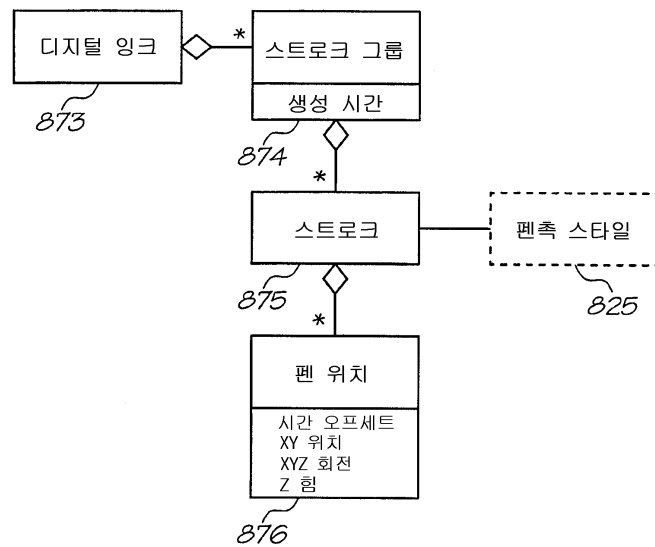 디지털 잉크
*
스트로크 그룹
생성 시간
873
874
*
스트로크
펜촉 스타일
875
825
*
펜 위치
시간 오프세트
XY 위치
XYZ 회전
Z 힘
876